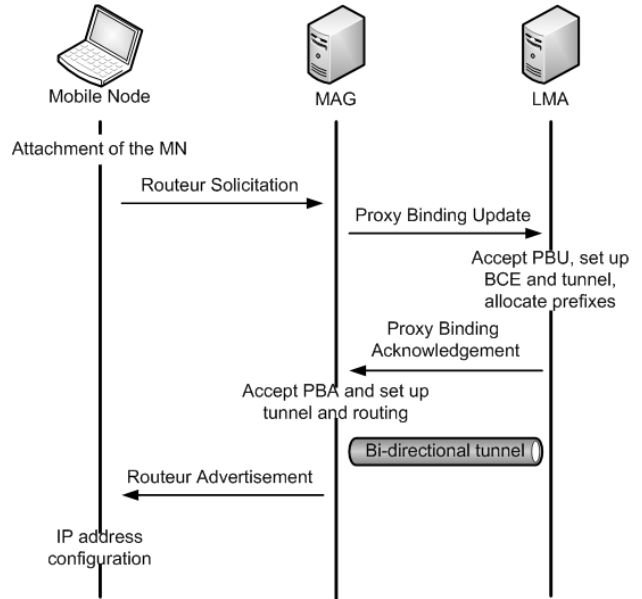 Mobile Node
MAG
LMA
Attachment of the MN
Routeur Solicitation
Proxy Binding Update
Accept PBU, set up
BCE and tunnel,
allocate prefixes
Proxy Binding
Acknowledgement
Accept PBA and set up
tunnel and routing
Bi-directional tunnel
Routeur Advertisement
IP address
configuration